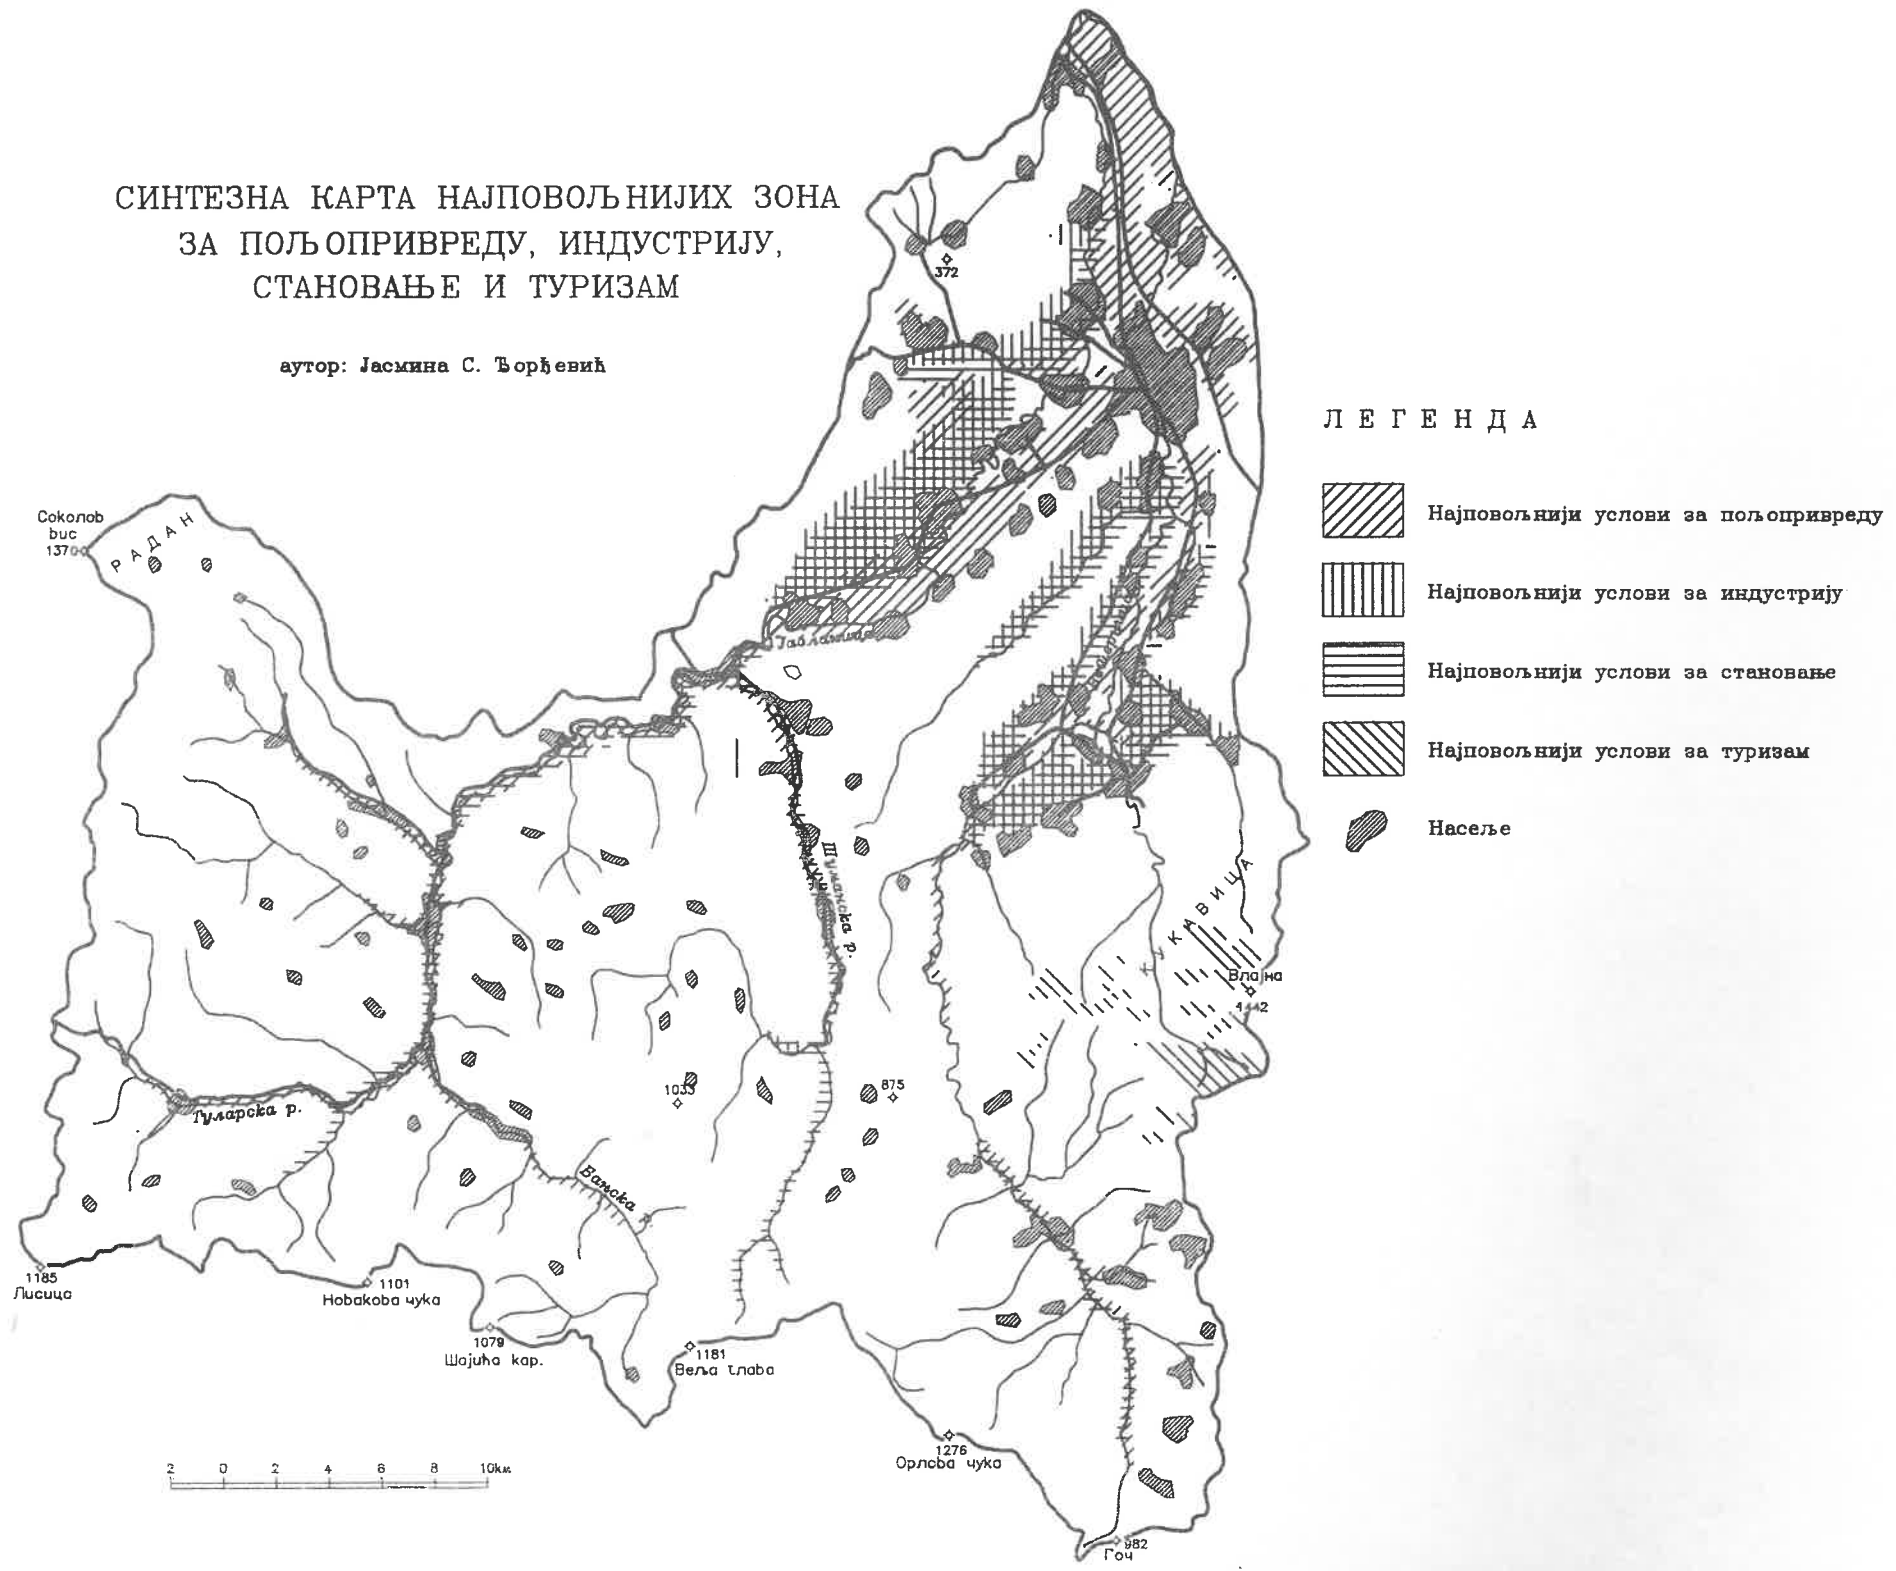 СИНТЕЗНА КАРТА НАЈПОВОЉНИЈИХ ЗОНА
ЗА ПОЉОПРИВРЕДУ, ИНДУСТРИЈУ,
СТАНОВАЊЕ И ТУРИЗАМ
аутор: Јасмина С. Ђорђевић
372
ЛЕГЕНДА
Најповољнији услови за пољопривреду
Најповољнији услови за индустрију
Најповољнији услови за становање
Најповољнији услови за туризам
Насеље
Соколов
вис
1370
РАДАН
Јабланица
Шуманска р.
КУКАВИЦА
Влајна
1442
1033
875
Туларска р.
Бањска р.
1185
Лисица
1101
Новакова чука
1079
Шајића кар.
1181
Веља глава
1276
Орлова чука
2 0 2 4 6 8 10км
982
Гоч